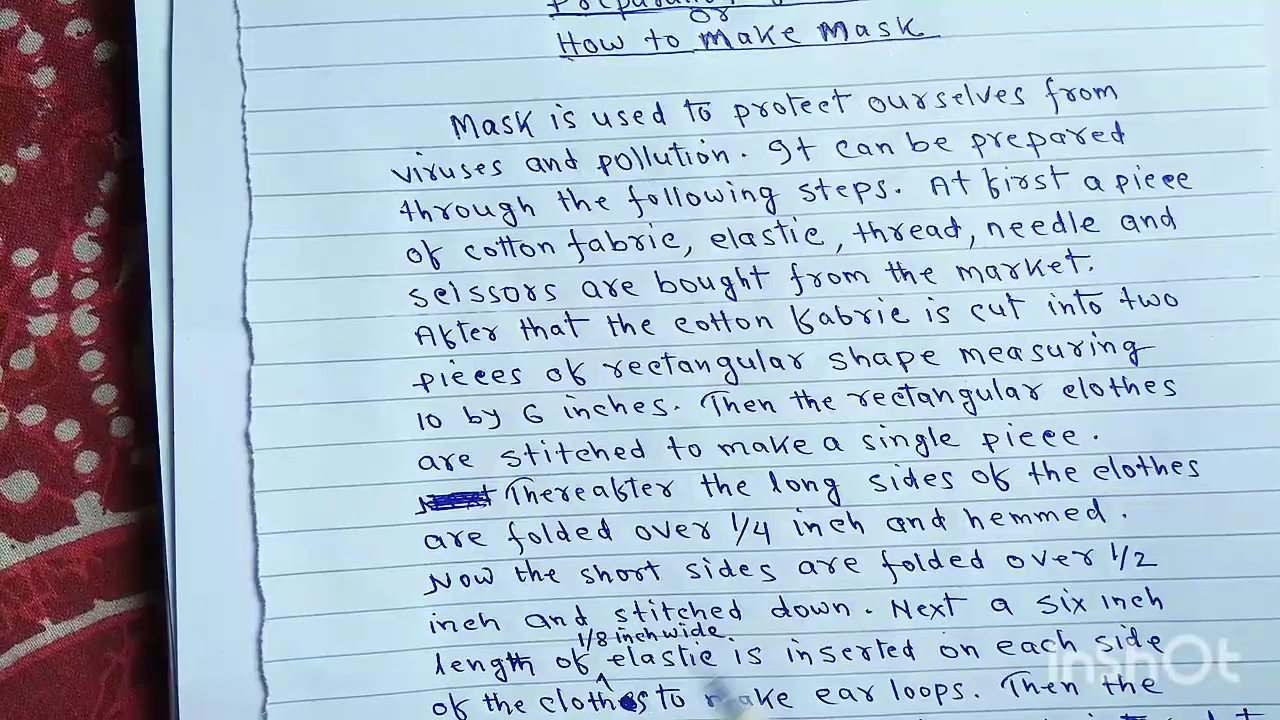 or
How to Make Mask
Mask is used to protect ourselves from
viruses and pollution. It can be prepared
through the following steps. At first a piece
of cotton fabric, elastic, thread, needle and
scissors are bought from the market.
After that the cotton fabric is cut into two
pieces of rectangular shape measuring
10 by 6 inches. Then the rectangular clothes
are stitched to make a single piece.
Thereafter the long sides of the clothes
are folded over 1/4 inch and hemmed.
Now the short sides are folded over 1/2
inch and stitched down. Next a six inch
1/8 inch wide.
length of elastic is inserted on each side
of the clothes to make ear loops. Then the
InShOt